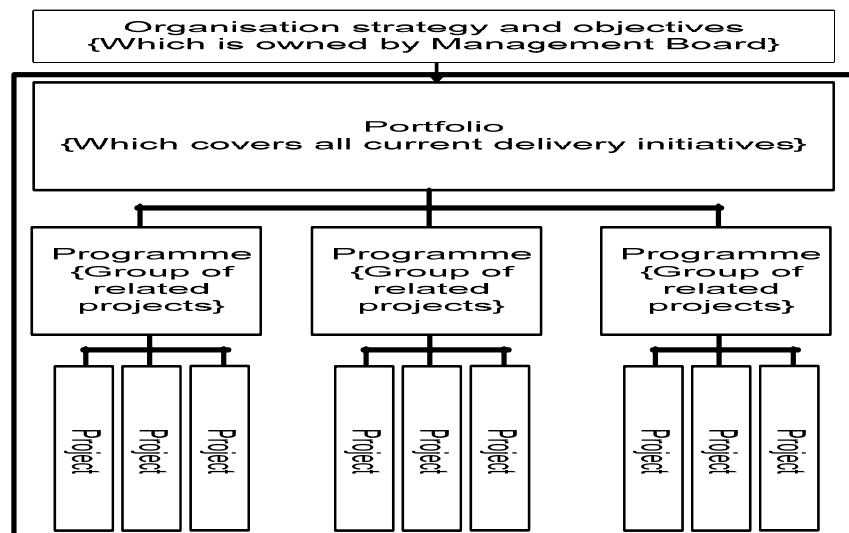 Organisation strategy and objectives
{Which is owned by Management Board}
Portfolio
{Which covers all current delivery initiatives}
Programme
{Group of
related
projects}
Programme
{Group of
related
projects}
Programme
{Group of
related
projects}
Project
Project
Project
Project
Project
Project
Project
Project
Project